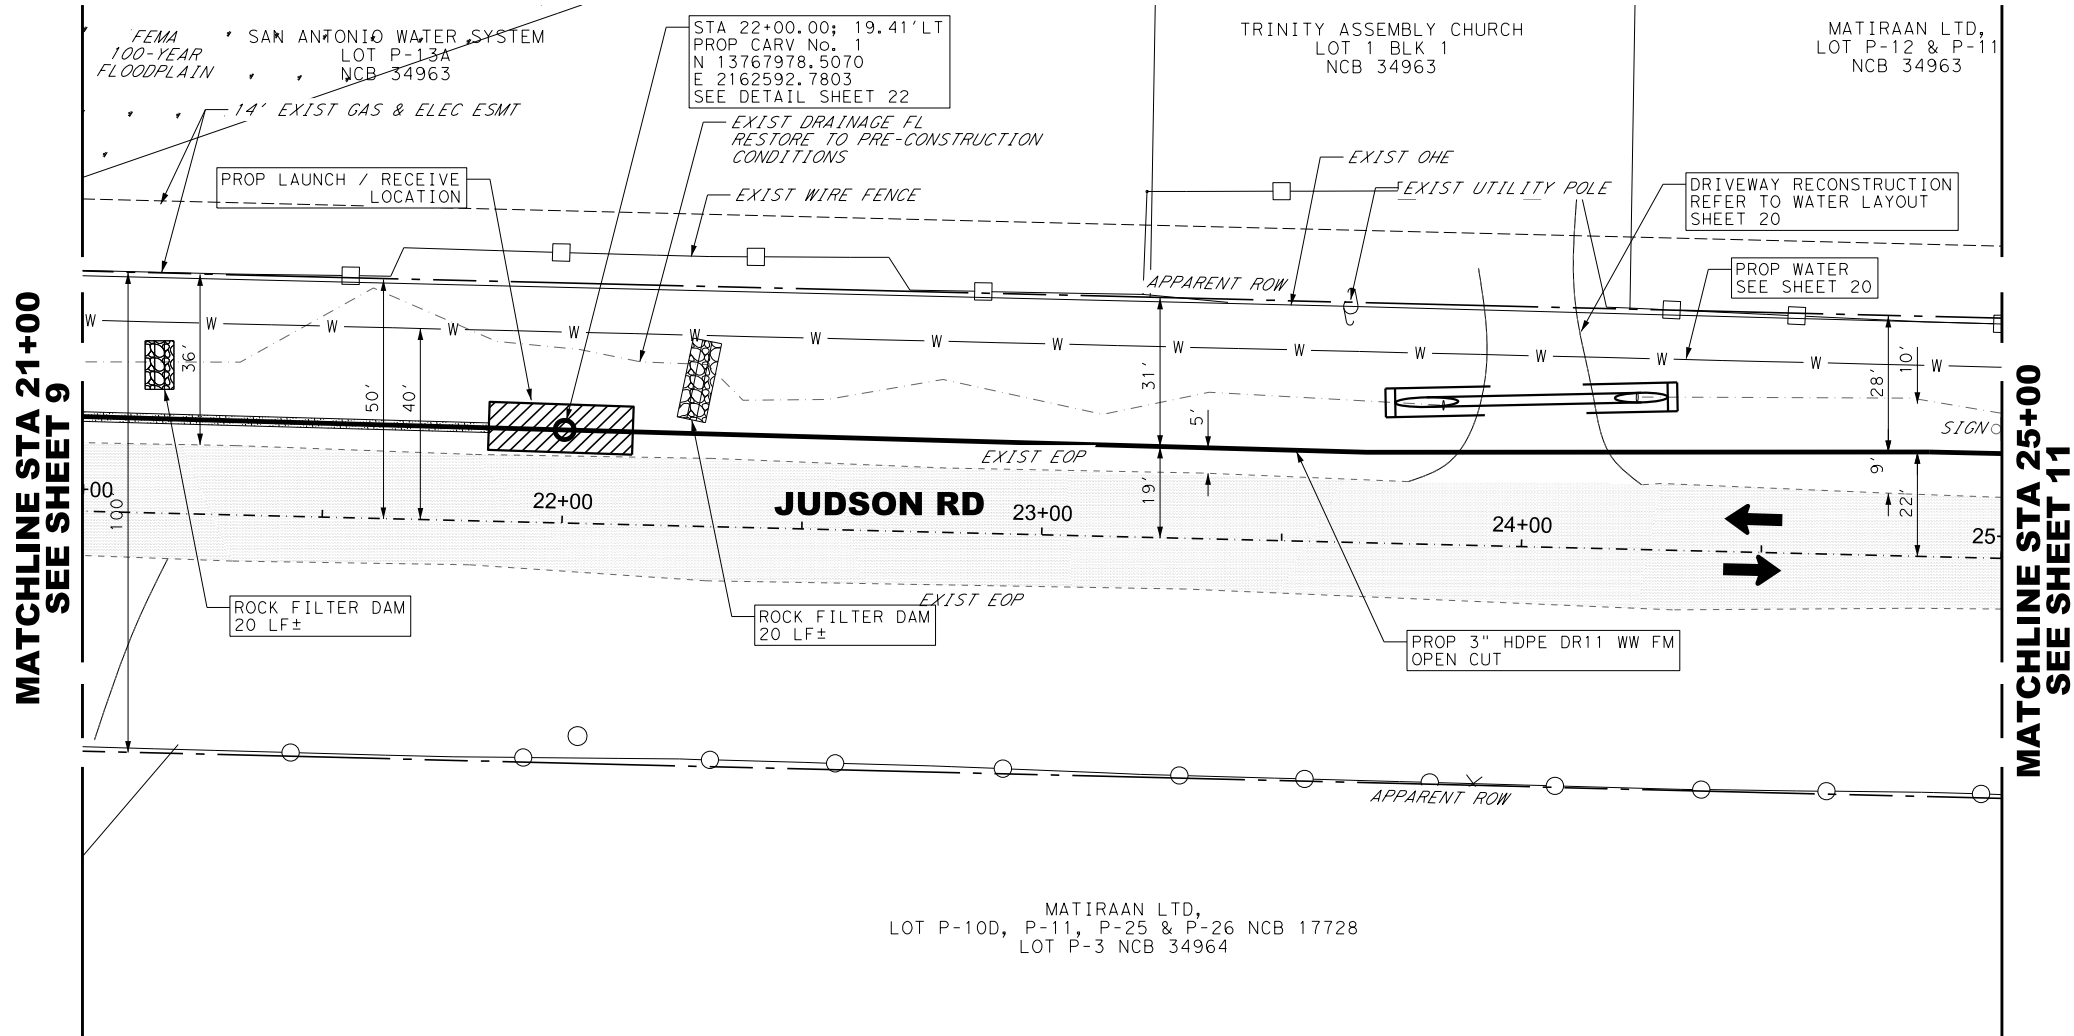 FEMA
100-YEAR
FLOODPLAIN
SAN ANTONIO WATER SYSTEM
LOT P-13A
NCB 34963
STA 22+00.00; 19.41'LT
PROP CARV No. 1
N 13767978.5070
E 2162592.7803
SEE DETAIL SHEET 22
TRINITY ASSEMBLY CHURCH
LOT 1 BLK 1
NCB 34963
MATIRAAN LTD,
LOT P-12 & P-11
NCB 34963
14' EXIST GAS & ELEC ESMT
EXIST DRAINAGE FL
RESTORE TO PRE-CONSTRUCTION
CONDITIONS
EXIST OHE
PROP LAUNCH / RECEIVE
LOCATION
EXIST WIRE FENCE
EXIST UTILITY POLE
DRIVEWAY RECONSTRUCTION
REFER TO WATER LAYOUT
SHEET 20
APPARENT ROW
PROP WATER
SEE SHEET 20
W W W W W W W W W W W W W W W W
36'
50'
40'
31'
5'
28'
10'
SIGN
EXIST EOP
9'
19'
22'
100'
+00
22+00
JUDSON RD
23+00
24+00
25+
MATCHLINE STA 21+00
SEE SHEET 9
MATCHLINE STA 25+00
SEE SHEET 11
EXIST EOP
ROCK FILTER DAM
20 LF±
ROCK FILTER DAM
20 LF±
PROP 3" HDPE DR11 WW FM
OPEN CUT
APPARENT ROW
MATIRAAN LTD,
LOT P-10D, P-11, P-25 & P-26 NCB 17728
LOT P-3 NCB 34964